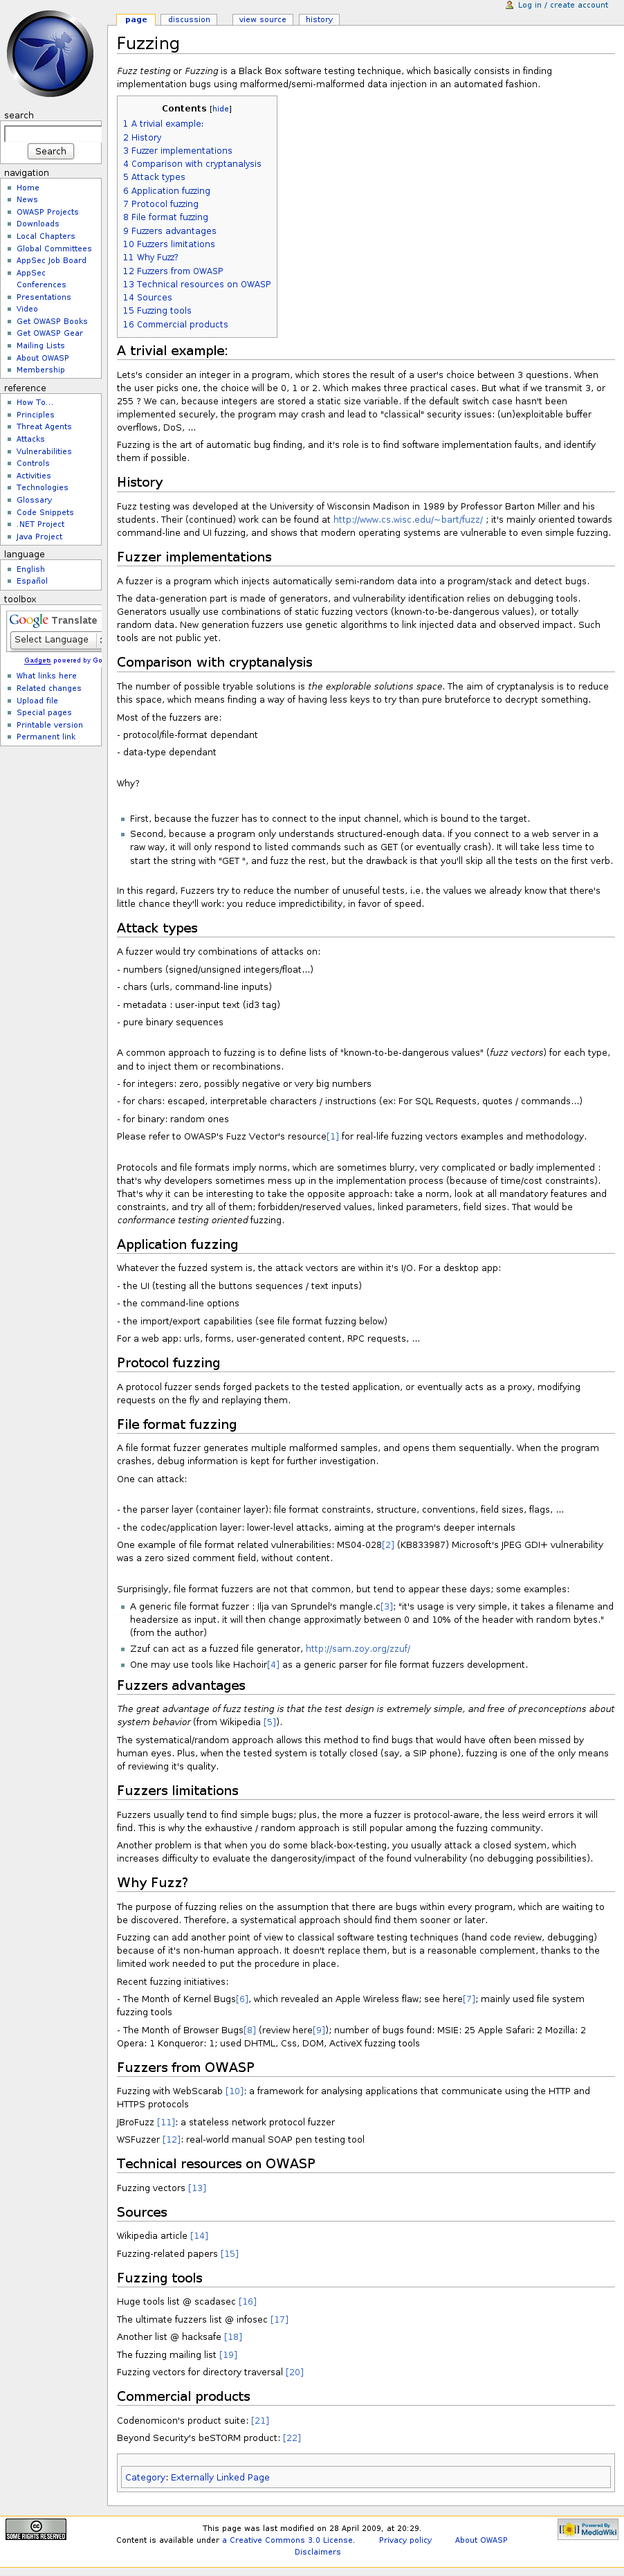 Log in / create account
page
discussion
view source
history
search
Search
navigation
Home
News
OWASP Projects
Downloads
Local Chapters
Global Committees
AppSec Job Board
AppSec
Conferences
Presentations
Video
Get OWASP Books
Get OWASP Gear
Mailing Lists
About OWASP
Membership
reference
How To...
Principles
Threat Agents
Attacks
Vulnerabilities
Controls
Activities
Technologies
Glossary
Code Snippets
.NET Project
Java Project
language
English
Español
toolbox
Google Translate
Select Language
Gadgets powered by Go
What links here
Related changes
Upload file
Special pages
Printable version
Permanent link
Fuzzing
Fuzz testing or Fuzzing is a Black Box software testing technique, which basically consists in finding
implementation bugs using malformed/semi-malformed data injection in an automated fashion.
Contents [hide]
1 A trivial example:
2 History
3 Fuzzer implementations
4 Comparison with cryptanalysis
5 Attack types
6 Application fuzzing
7 Protocol fuzzing
8 File format fuzzing
9 Fuzzers advantages
10 Fuzzers limitations
11 Why Fuzz?
12 Fuzzers from OWASP
13 Technical resources on OWASP
14 Sources
15 Fuzzing tools
16 Commercial products
A trivial example:
Lets's consider an integer in a program, which stores the result of a user's choice between 3 questions. When
the user picks one, the choice will be 0, 1 or 2. Which makes three practical cases. But what if we transmit 3, or
255 ? We can, because integers are stored a static size variable. If the default switch case hasn't been
implemented securely, the program may crash and lead to "classical" security issues: (un)exploitable buffer
overflows, DoS, ...
Fuzzing is the art of automatic bug finding, and it's role is to find software implementation faults, and identify
them if possible.
History
Fuzz testing was developed at the University of Wisconsin Madison in 1989 by Professor Barton Miller and his
students. Their (continued) work can be found at http://www.cs.wisc.edu/~bart/fuzz/ ; it's mainly oriented towards
command-line and UI fuzzing, and shows that modern operating systems are vulnerable to even simple fuzzing.
Fuzzer implementations
A fuzzer is a program which injects automatically semi-random data into a program/stack and detect bugs.
The data-generation part is made of generators, and vulnerability identification relies on debugging tools.
Generators usually use combinations of static fuzzing vectors (known-to-be-dangerous values), or totally
random data. New generation fuzzers use genetic algorithms to link injected data and observed impact. Such
tools are not public yet.
Comparison with cryptanalysis
The number of possible tryable solutions is the explorable solutions space. The aim of cryptanalysis is to reduce
this space, which means finding a way of having less keys to try than pure bruteforce to decrypt something.
Most of the fuzzers are:
- protocol/file-format dependant
- data-type dependant
Why?
First, because the fuzzer has to connect to the input channel, which is bound to the target.
Second, because a program only understands structured-enough data. If you connect to a web server in a
raw way, it will only respond to listed commands such as GET (or eventually crash). It will take less time to
start the string with "GET ", and fuzz the rest, but the drawback is that you'll skip all the tests on the first verb.
In this regard, Fuzzers try to reduce the number of unuseful tests, i.e. the values we already know that there's
little chance they'll work: you reduce impredictibility, in favor of speed.
Attack types
A fuzzer would try combinations of attacks on:
- numbers (signed/unsigned integers/float...)
- chars (urls, command-line inputs)
- metadata : user-input text (id3 tag)
- pure binary sequences
A common approach to fuzzing is to define lists of "known-to-be-dangerous values" (fuzz vectors) for each type,
and to inject them or recombinations.
- for integers: zero, possibly negative or very big numbers
- for chars: escaped, interpretable characters / instructions (ex: For SQL Requests, quotes / commands...)
- for binary: random ones
Please refer to OWASP's Fuzz Vector's resource[1] for real-life fuzzing vectors examples and methodology.
Protocols and file formats imply norms, which are sometimes blurry, very complicated or badly implemented :
that's why developers sometimes mess up in the implementation process (because of time/cost constraints).
That's why it can be interesting to take the opposite approach: take a norm, look at all mandatory features and
constraints, and try all of them; forbidden/reserved values, linked parameters, field sizes. That would be
conformance testing oriented fuzzing.
Application fuzzing
Whatever the fuzzed system is, the attack vectors are within it's I/O. For a desktop app:
- the UI (testing all the buttons sequences / text inputs)
- the command-line options
- the import/export capabilities (see file format fuzzing below)
For a web app: urls, forms, user-generated content, RPC requests, ...
Protocol fuzzing
A protocol fuzzer sends forged packets to the tested application, or eventually acts as a proxy, modifying
requests on the fly and replaying them.
File format fuzzing
A file format fuzzer generates multiple malformed samples, and opens them sequentially. When the program
crashes, debug information is kept for further investigation.
One can attack:
- the parser layer (container layer): file format constraints, structure, conventions, field sizes, flags, ...
- the codec/application layer: lower-level attacks, aiming at the program's deeper internals
One example of file format related vulnerabilities: MS04-028[2] (KB833987) Microsoft's JPEG GDI+ vulnerability
was a zero sized comment field, without content.
Surprisingly, file format fuzzers are not that common, but tend to appear these days; some examples:
A generic file format fuzzer : Ilja van Sprundel's mangle.c[3]; "it's usage is very simple, it takes a filename and
headersize as input. it will then change approximatly between 0 and 10% of the header with random bytes."
(from the author)
Zzuf can act as a fuzzed file generator, http://sam.zoy.org/zzuf/
One may use tools like Hachoir[4] as a generic parser for file format fuzzers development.
Fuzzers advantages
The great advantage of fuzz testing is that the test design is extremely simple, and free of preconceptions about
system behavior (from Wikipedia [5]).
The systematical/random approach allows this method to find bugs that would have often been missed by
human eyes. Plus, when the tested system is totally closed (say, a SIP phone), fuzzing is one of the only means
of reviewing it's quality.
Fuzzers limitations
Fuzzers usually tend to find simple bugs; plus, the more a fuzzer is protocol-aware, the less weird errors it will
find. This is why the exhaustive / random approach is still popular among the fuzzing community.
Another problem is that when you do some black-box-testing, you usually attack a closed system, which
increases difficulty to evaluate the dangerosity/impact of the found vulnerability (no debugging possibilities).
Why Fuzz?
The purpose of fuzzing relies on the assumption that there are bugs within every program, which are waiting to
be discovered. Therefore, a systematical approach should find them sooner or later.
Fuzzing can add another point of view to classical software testing techniques (hand code review, debugging)
because of it's non-human approach. It doesn't replace them, but is a reasonable complement, thanks to the
limited work needed to put the procedure in place.
Recent fuzzing initiatives:
- The Month of Kernel Bugs[6], which revealed an Apple Wireless flaw; see here[7]; mainly used file system
fuzzing tools
- The Month of Browser Bugs[8] (review here[9]); number of bugs found: MSIE: 25 Apple Safari: 2 Mozilla: 2
Opera: 1 Konqueror: 1; used DHTML, Css, DOM, ActiveX fuzzing tools
Fuzzers from OWASP
Fuzzing with WebScarab [10]: a framework for analysing applications that communicate using the HTTP and
HTTPS protocols
JBroFuzz [11]: a stateless network protocol fuzzer
WSFuzzer [12]: real-world manual SOAP pen testing tool
Technical resources on OWASP
Fuzzing vectors [13]
Sources
Wikipedia article [14]
Fuzzing-related papers [15]
Fuzzing tools
Huge tools list @ scadasec [16]
The ultimate fuzzers list @ infosec [17]
Another list @ hacksafe [18]
The fuzzing mailing list [19]
Fuzzing vectors for directory traversal [20]
Commercial products
Codenomicon's product suite: [21]
Beyond Security's beSTORM product: [22]
Category: Externally Linked Page
cc
SOME RIGHTS RESERVED
This page was last modified on 28 April 2009, at 20:29.
Content is available under a Creative Commons 3.0 License.
Privacy policy
About OWASP
Disclaimers
Powered By
MediaWiki